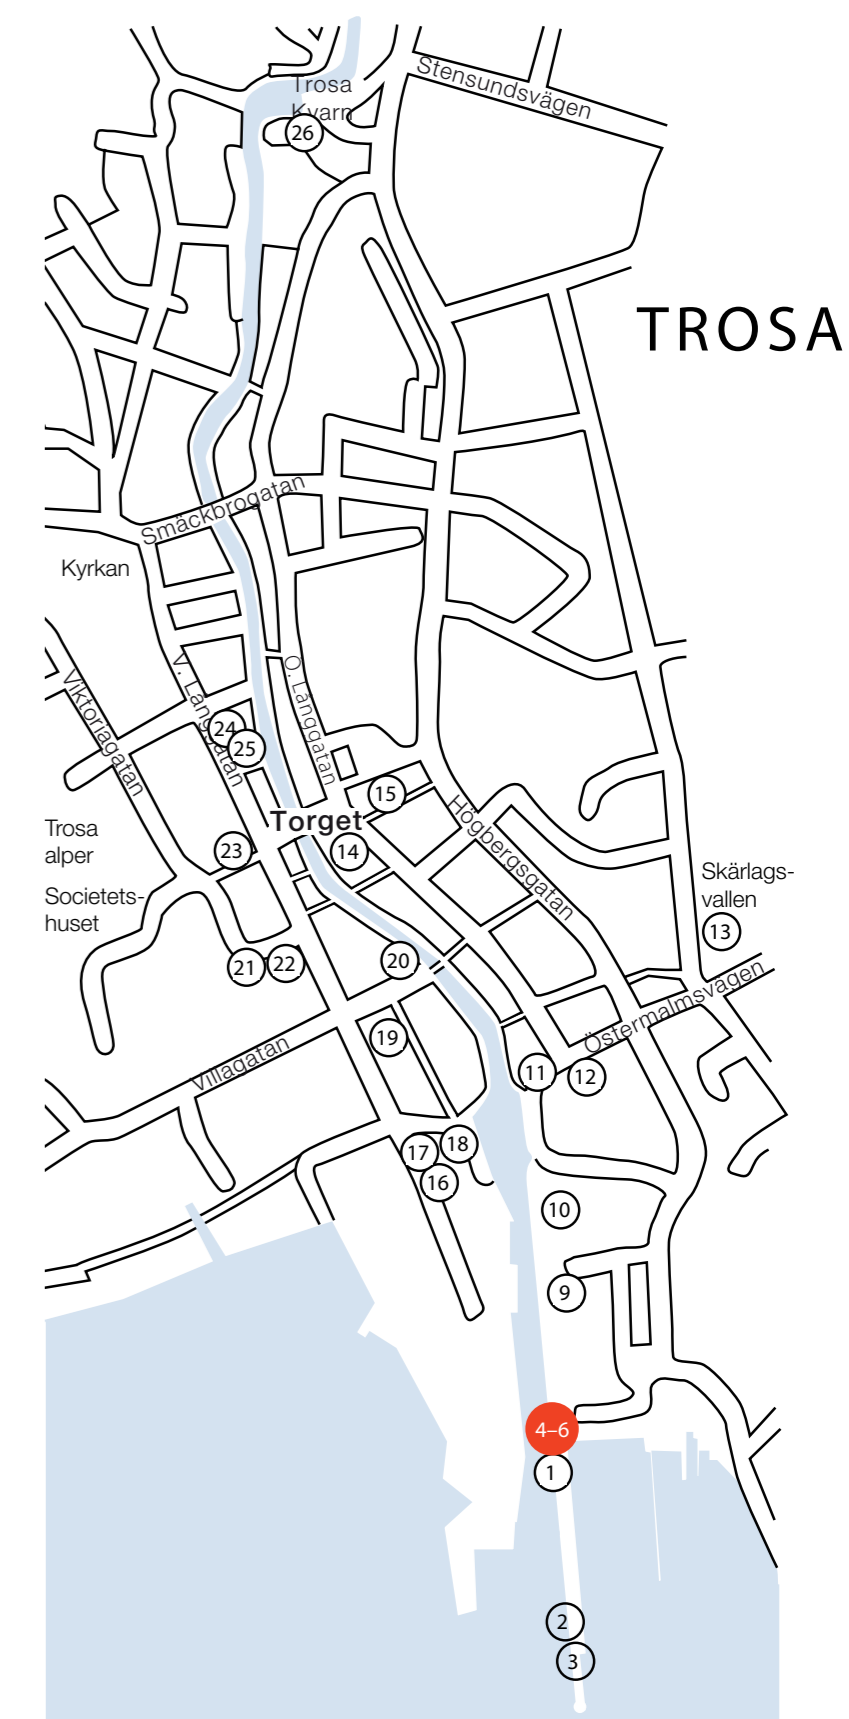 Stensundsvägen
Trosa
Kvarn
26
TROSA
Smäckbrogatan
Kyrkan
V. Långgatan
Ö. Långgatan
Viktoriagatan
24
25
15
Torget
Högbergsgatan
Trosa
alper
14
23
Skärlags-
vallen
Societets-
huset
13
20
21
22
Östermalmsvägen
19
Villagatan
11
12
18
17
16
10
9
4–6
1
2
3